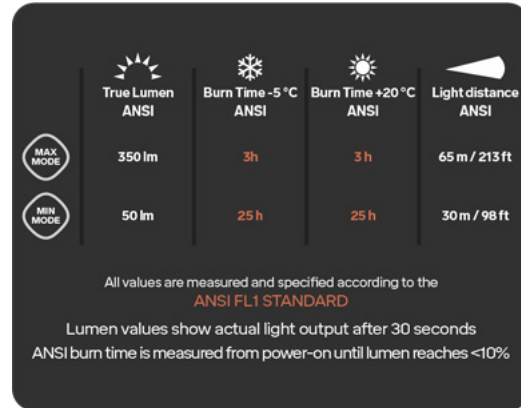 True Lumen ANSI
Burn Time -5 °C ANSI
Burn Time +20 °C ANSI
Light distance ANSI
MAX MODE
350 lm
3h
3 h
65 m / 213 ft
MIN MODE
50 lm
25 h
25 h
30 m / 98 ft
All values are measured and specified according to the
ANSI FL1 STANDARD
Lumen values show actual light output after 30 seconds
ANSI burn time is measured from power-on until lumen reaches <10%